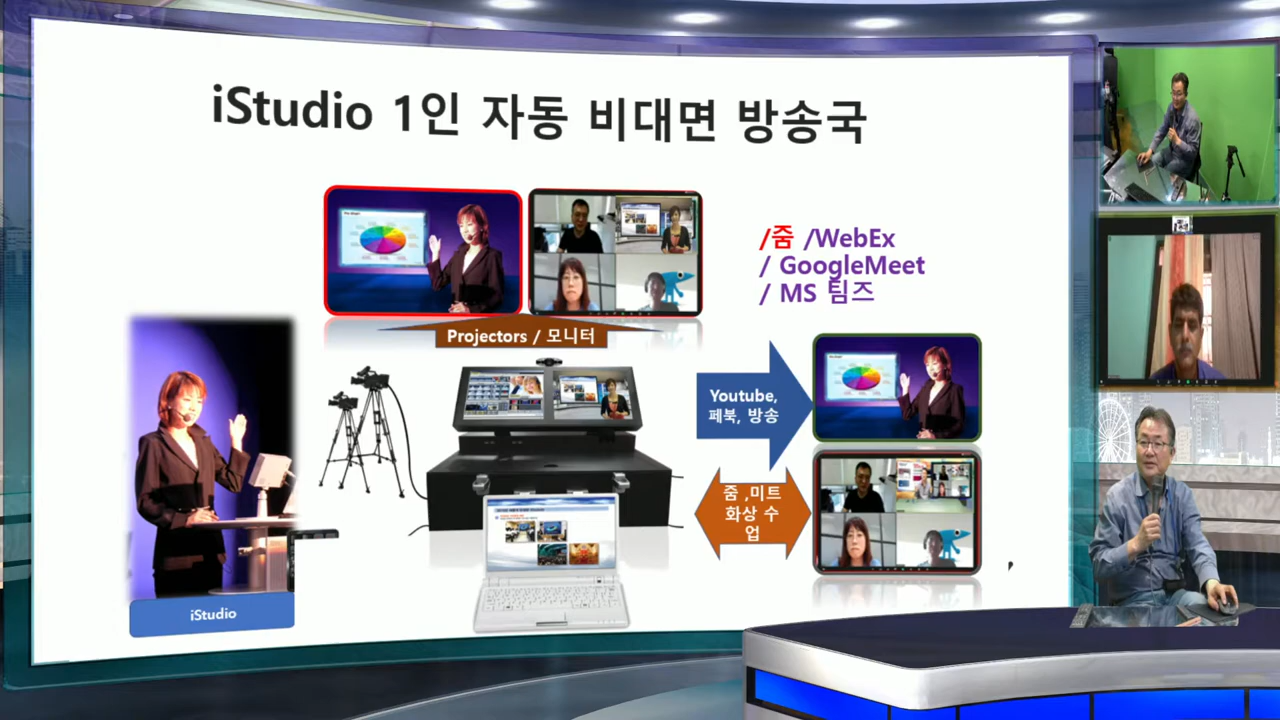 iStudio 1인 자동 비대면 방송국
/줌 /WebEx
/ GoogleMeet
/ MS 팀즈
Projectors / 모니터
Youtube,
페북, 방송
줌 ,미트
화상 수
업
,
iStudio